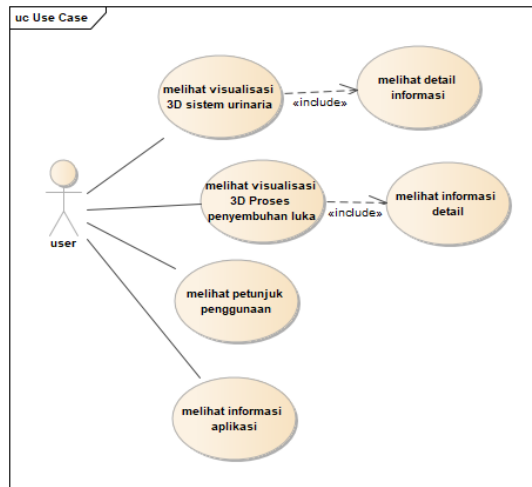 uc Use Case
melihat visualisasi
3D sistem urinaria
«include»
melihat detail
informasi
melihat visualisasi
3D Proses
penyembuhan luka
«include»
melihat informasi
detail
user
melihat petunjuk
penggunaan
melihat informasi
aplikasi